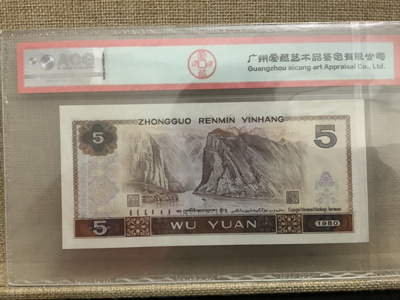 ACG
广州爱藏艺术品鉴定有限公司
Guangzhou aicang art Appraisal Co., Ltd.
ZHONGGUO RENMIN YINHANG
5
5
5
WU YUAN
1980